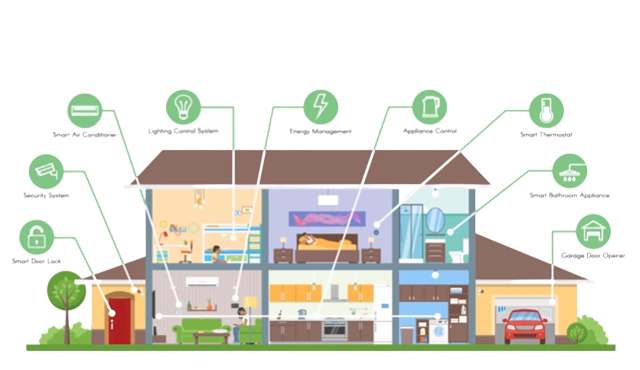 Smart Air Conditioner
Lighting Control System
Energy Management
Appliance Control
Smart Thermostat
Security System
Smart Bathroom Appliance
Smart Door Lock
Garage Door Opener